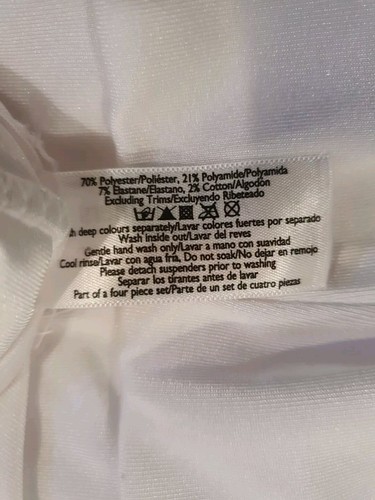 70% Polyester/Poliéster, 21% Polyamide/Polyamida
7% Elastane/Elastano, 2% Cotton/Algodon
Excluding Trims/Excluyendo Ribeteado
deep colours separately/Lavar colores fuertes por separado
Wash inside out/Lavar del reves
Gentle hand wash only/Lavar a mano con suavidad
Cool rinse/Lavar con agua fria, Do not soak/No dejar en remojo
Please detach suspenders prior to washing
Separar los tirantes antes de lavar
Part of a four piece set/Parte de un set de cuatro piezas